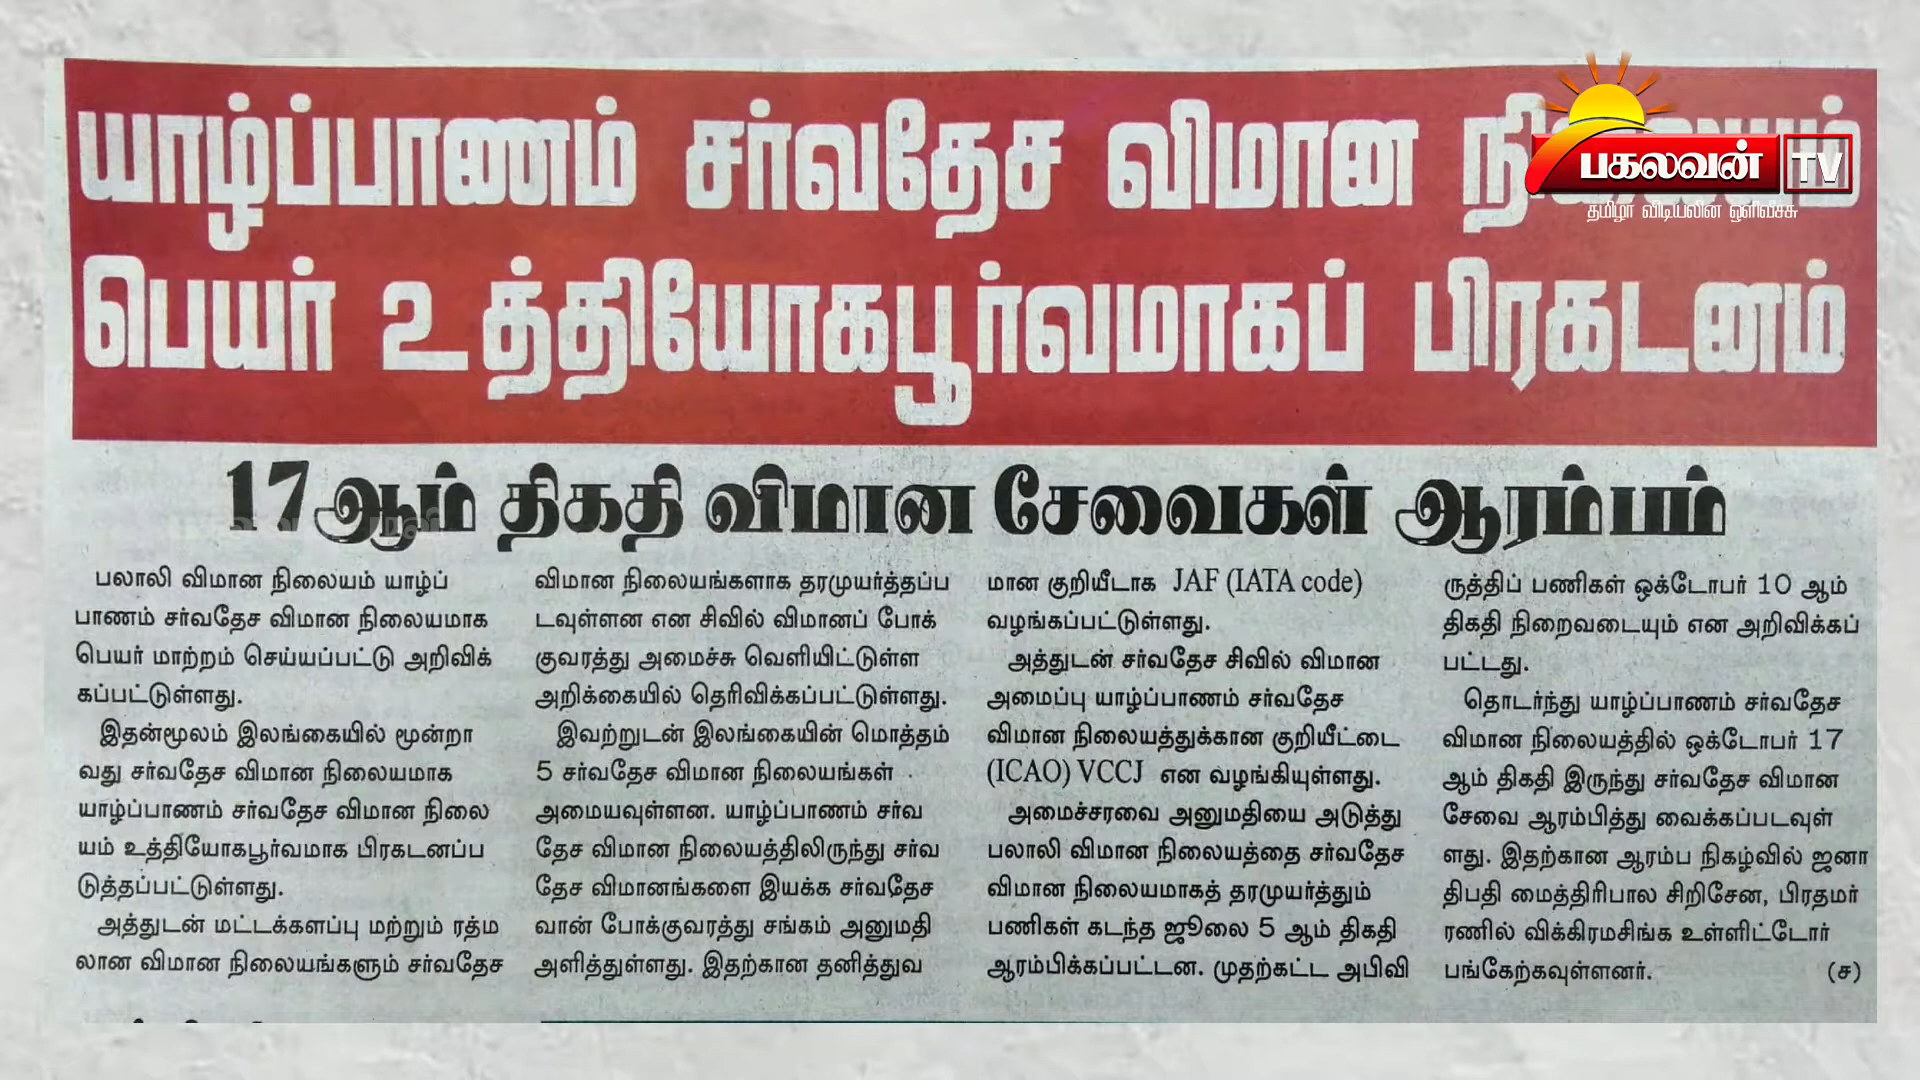 யாழ்ப்பாணம் சர்வதேச விமான நிலையம்
பெயர் உத்தியோகபூர்வமாகப் பிரகடனம்
பகலவன் TV
தமிழர் விடியலின் ஒளிவீச்சு
17ஆம் திகதி விமான சேவைகள் ஆரம்பம்
பலாலி விமான நிலையம் யாழ்ப்
பாணம் சர்வதேச விமான நிலையமாக
பெயர் மாற்றம் செய்யப்பட்டு அறிவிக்
கப்பட்டுள்ளது.
இதன்மூலம் இலங்கையில் மூன்றா
வது சர்வதேச விமான நிலையமாக
யாழ்ப்பாணம் சர்வதேச விமான நிலை
யம் உத்தியோகபூர்வமாக பிரகடனப்ப
டுத்தப்பட்டுள்ளது.
அத்துடன் மட்டக்களப்பு மற்றும் ரத்ம
லான விமான நிலையங்களும் சர்வதேச
விமான நிலையங்களாக தரமுயர்த்தப்ப
டவுள்ளன என சிவில் விமானப் போக்
குவரத்து அமைச்சு வெளியிட்டுள்ள
அறிக்கையில் தெரிவிக்கப்பட்டுள்ளது.
இவற்றுடன் இலங்கையின் மொத்தம்
5 சர்வதேச விமான நிலையங்கள்
அமையவுள்ளன. யாழ்ப்பாணம் சர்வ
தேச விமான நிலையத்திலிருந்து சர்வ
தேச விமானங்களை இயக்க சர்வதேச
வான் போக்குவரத்து சங்கம் அனுமதி
அளித்துள்ளது. இதற்கான தனித்துவ
மான குறியீடாக JAF (IATA code)
வழங்கப்பட்டுள்ளது.
அத்துடன் சர்வதேச சிவில் விமான
அமைப்பு யாழ்ப்பாணம் சர்வதேச
விமான நிலையத்துக்கான குறியீட்டை
(ICAO) VCCJ என வழங்கியுள்ளது.
அமைச்சரவை அனுமதியை அடுத்து
பலாலி விமான நிலையத்தை சர்வதேச
விமான நிலையமாகத் தரமுயர்த்தும்
பணிகள் கடந்த ஜூலை 5 ஆம் திகதி
ஆரம்பிக்கப்பட்டன. முதற்கட்ட அபிவி
ருத்திப் பணிகள் ஒக்டோபர் 10 ஆம்
திகதி நிறைவடையும் என அறிவிக்கப்
பட்டது.
தொடர்ந்து யாழ்ப்பாணம் சர்வதேச
விமான நிலையத்தில் ஒக்டோபர் 17
ஆம் திகதி இருந்து சர்வதேச விமான
சேவை ஆரம்பித்து வைக்கப்படவுள்
ளது. இதற்கான ஆரம்ப நிகழ்வில் ஜனா
திபதி மைத்திரிபால சிறிசேன, பிரதமர்
ரணில் விக்கிரமசிங்க உள்ளிட்டோர்
பங்கேற்கவுள்ளனர். (ச)